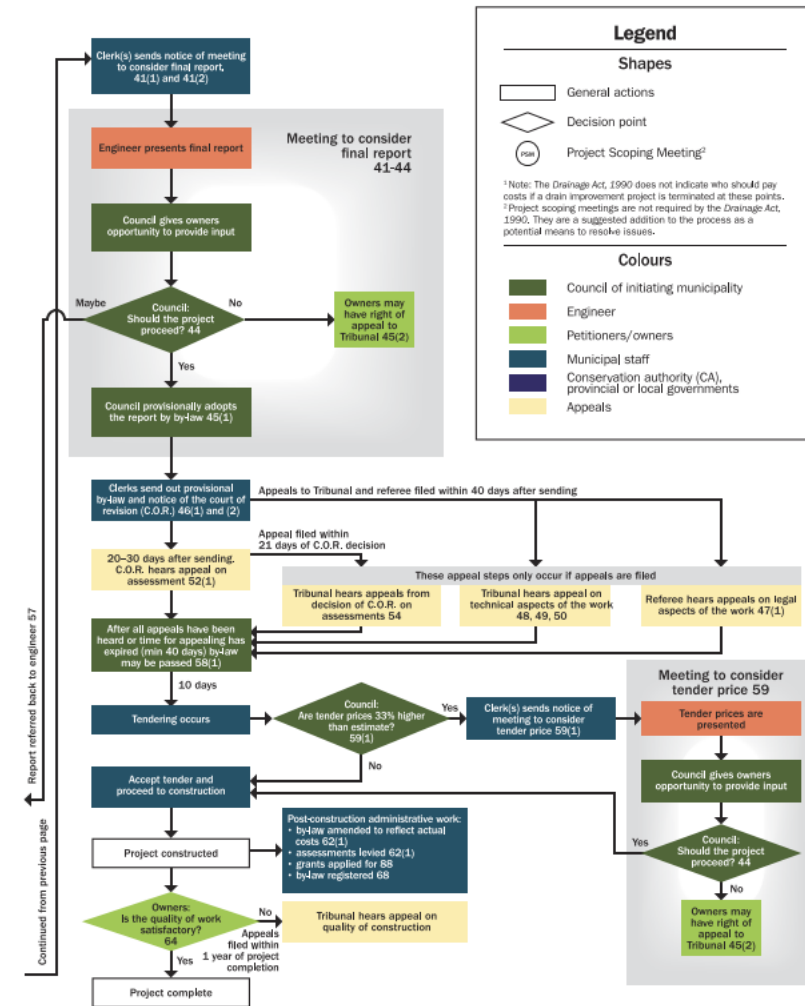 Clerk(s) sends notice of meeting
to consider final report,
41(1) and 41(2)
Engineer presents final report
Meeting to consider
final report
41-44
Council gives owners
opportunity to provide input
Maybe
Council:
Should the project
proceed? 44
No
Owners may
have right of
appeal to
Tribunal 45(2)
Yes
Council provisionally adopts
the report by by-law 45(1)
Clerks send out provisional
by-law and notice of the court of
revision (C.O.R.) 46(1) and (2)
Appeals to Tribunal and referee filed within 40 days after sending
Appeal filed within
21 days of C.O.R. decision
20–30 days after sending.
C.O.R. hears appeal on
assessment 52(1)
These appeal steps only occur if appeals are filed
Tribunal hears appeals from
decision of C.O.R. on
assessments 54
Tribunal hears appeal on
technical aspects of the work
48, 49, 50
Referee hears appeals on legal
aspects of the work 47(1)
After all appeals have been
heard or time for appealing has
expired (min 40 days) by-law
may be passed 58(1)
10 days
Tendering occurs
Council:
Are tender prices 33% higher
than estimate?
59(1)
Yes
No
Clerk(s) sends notice of
meeting to consider
tender price 59(1)
Meeting to consider
tender price 59
Tender prices are
presented
Council gives owners
opportunity to provide input
Yes
Council:
Should the project
proceed? 44
No
Owners may
have right of
appeal to
Tribunal 45(2)
Accept tender and
proceed to construction
Project constructed
Post-construction administrative work:
• by-law amended to reflect actual
costs 62(1)
• assessments levied 62(1)
• grants applied for 88
• by-law registered 68
Owners:
Is the quality of work
satisfactory?
64
No
Appeals
filed within
1 year of project
completion
Tribunal hears appeal on
quality of construction
Yes
Project complete
Report referred back to engineer 57
Continued from previous page
Legend
Shapes
General actions
Decision point
PSM
Project Scoping Meeting²
¹ Note: The Drainage Act, 1990 does not indicate who should pay
costs if a drain improvement project is terminated at these points.
² Project scoping meetings are not required by the Drainage Act,
1990. They are a suggested addition to the process as a
potential means to resolve issues.
Colours
Council of initiating municipality
Engineer
Petitioners/owners
Municipal staff
Conservation authority (CA),
provincial or local governments
Appeals